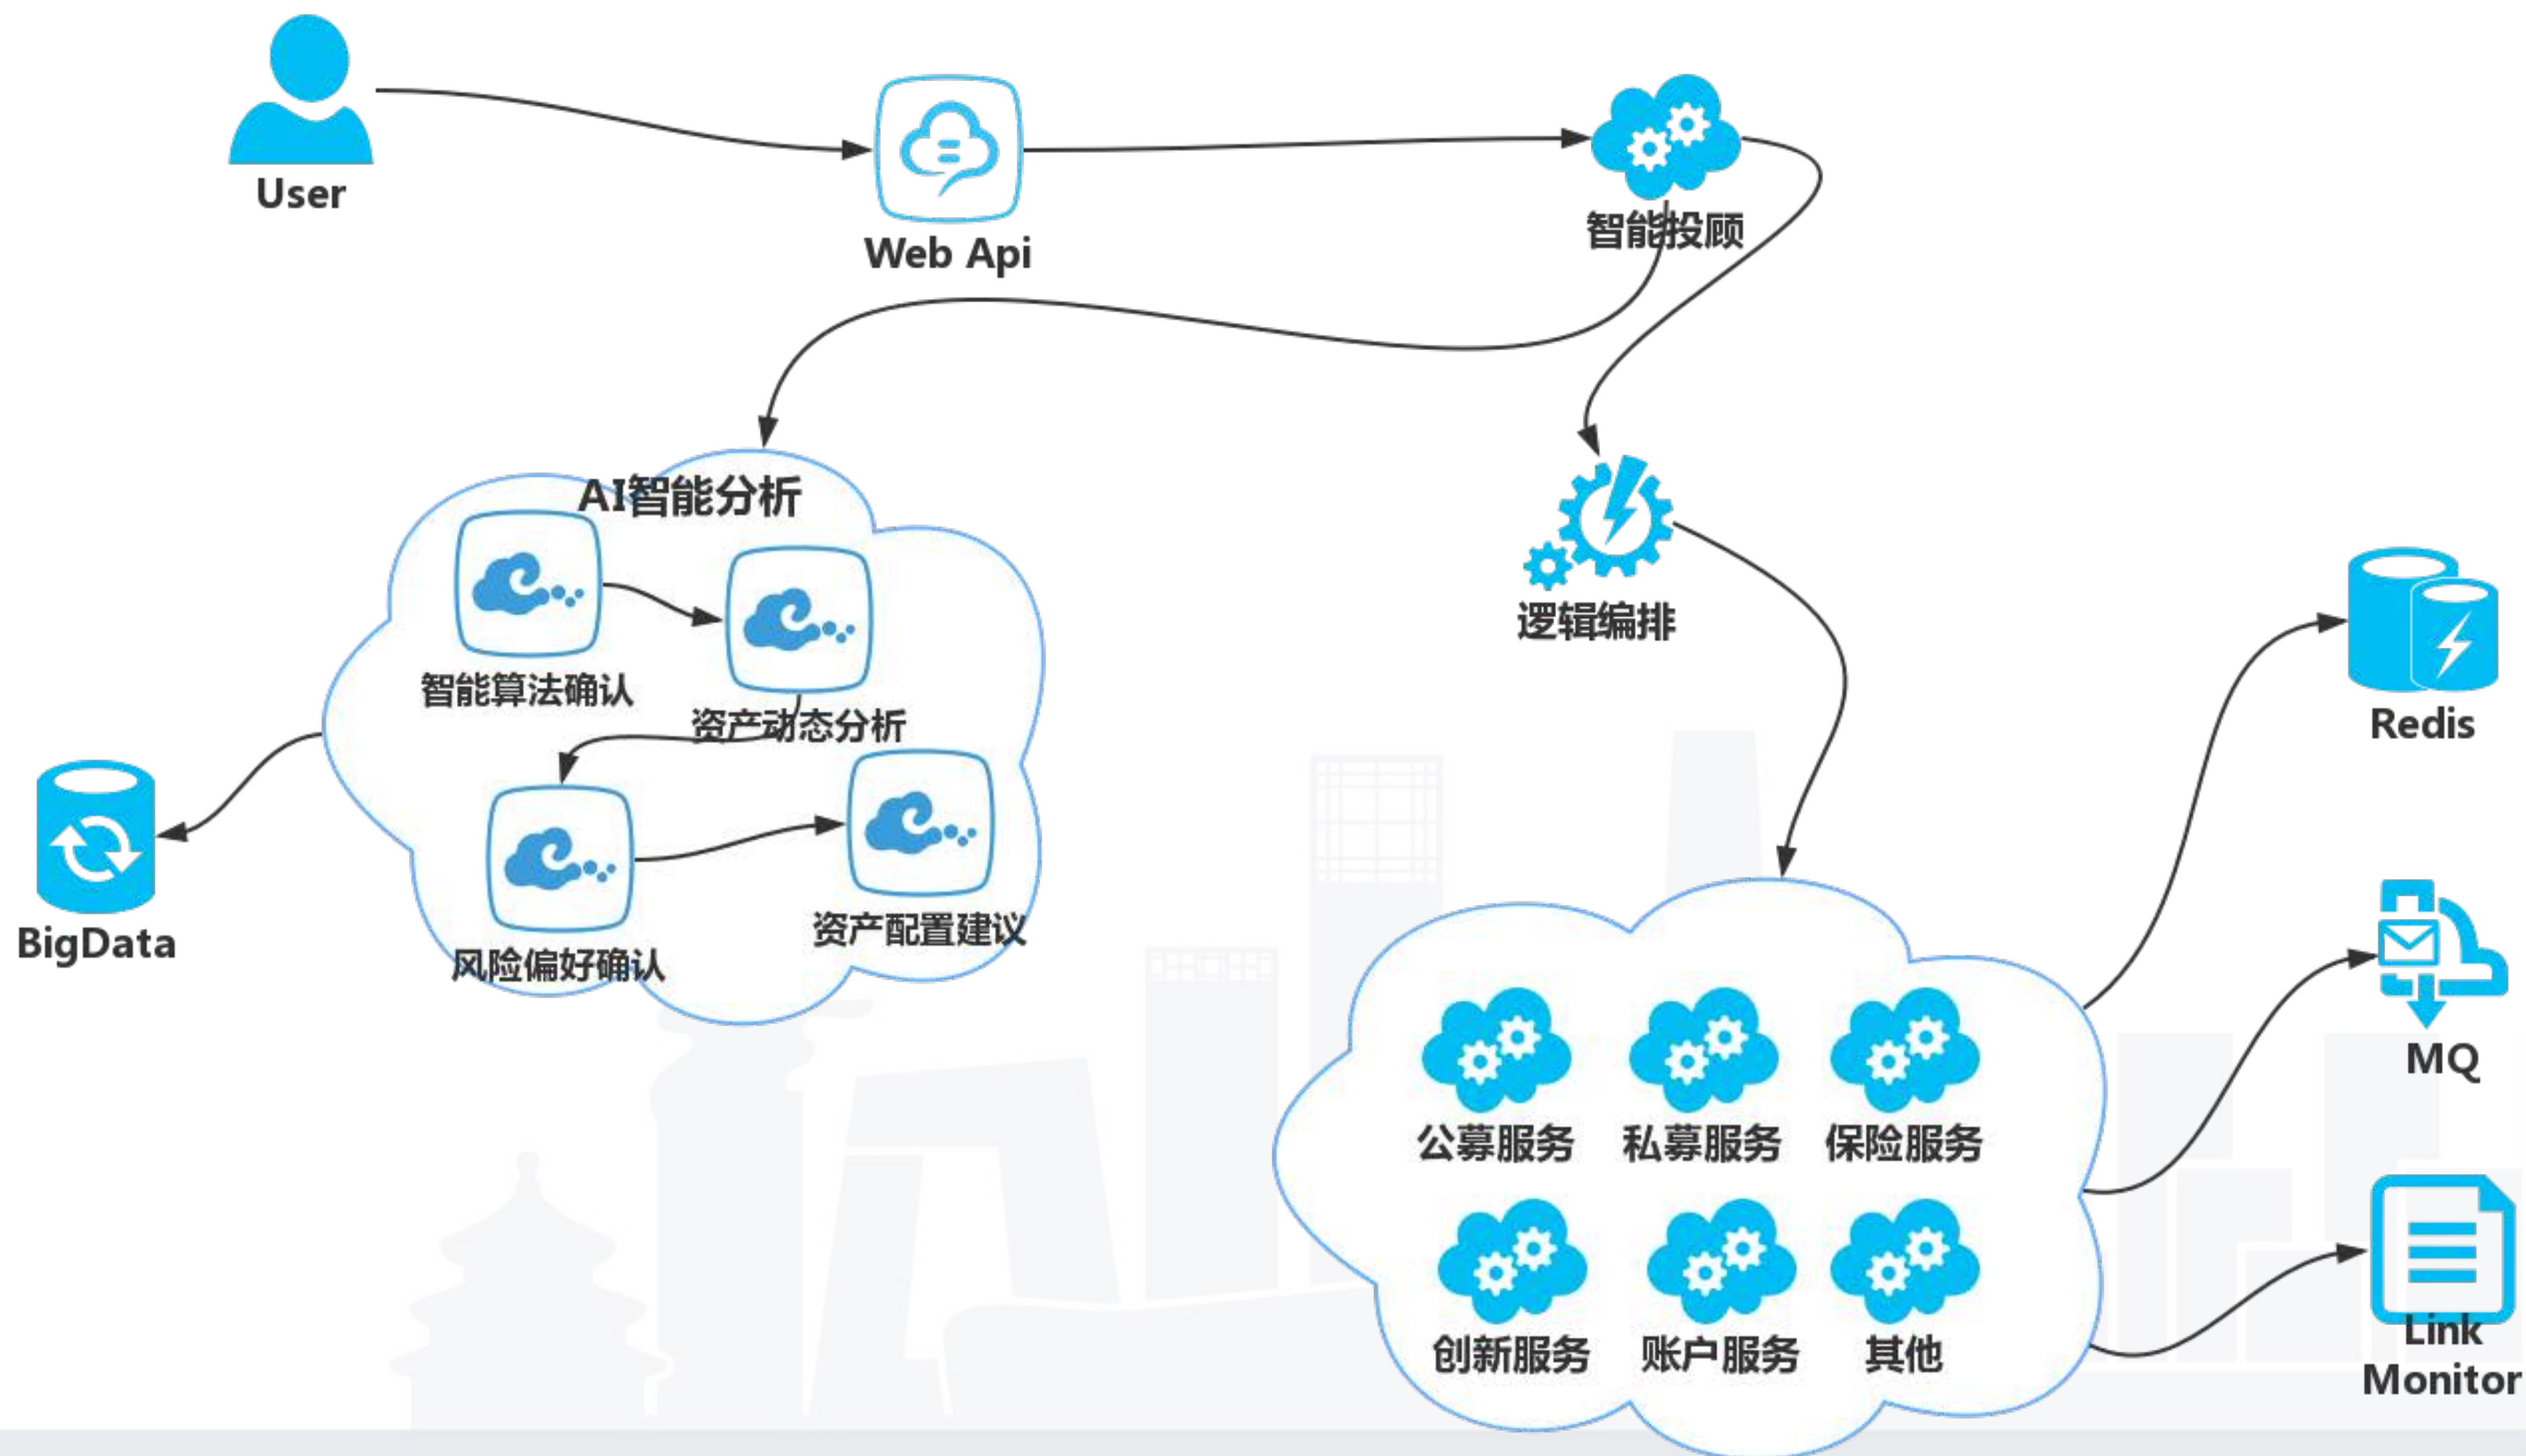 User
Web Api
智能投顾
AI智能分析
智能算法确认
资产动态分析
风险偏好确认
资产配置建议
BigData
逻辑编排
公募服务
私募服务
保险服务
创新服务
账户服务
其他
Redis
MQ
Link
Monitor